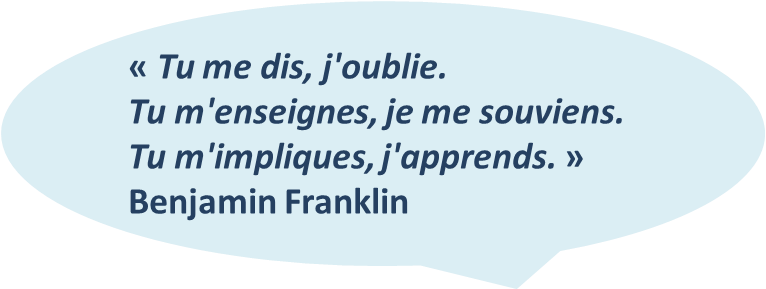 « Tu me dis, j'oublie.
Tu m'enseignes, je me souviens.
Tu m'impliques, j'apprends. »
Benjamin Franklin